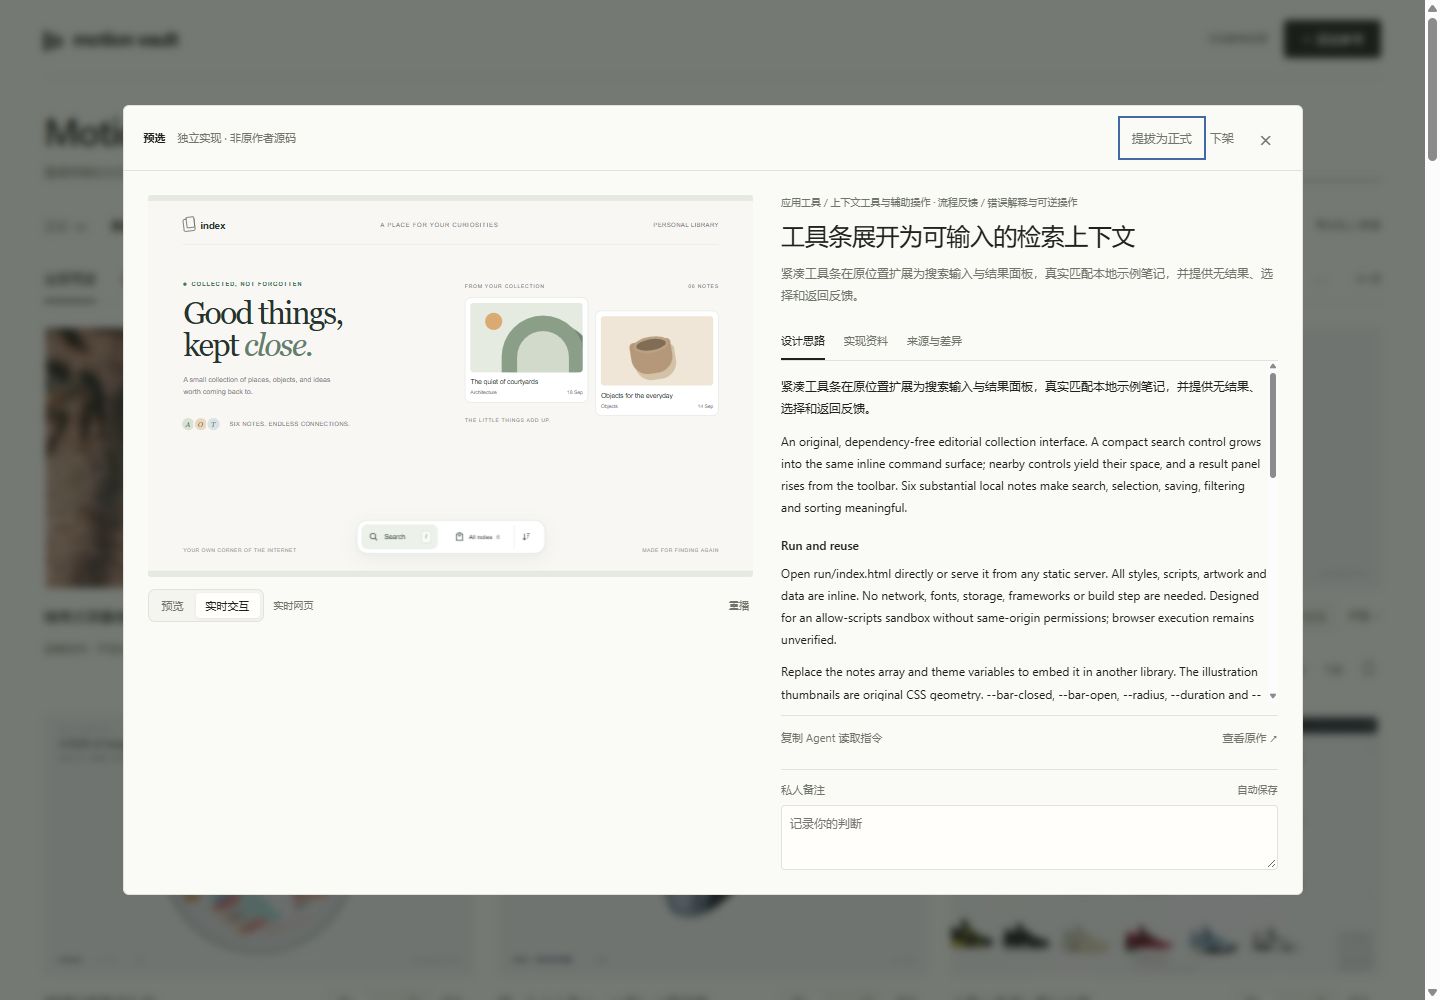 motion vault
预选 独立实现 · 非原作者源码
提拔为正式 下架
index
A PLACE FOR YOUR CURIOSITIES
PERSONAL LIBRARY
COLLECTED, NOT FORGOTTEN
Good things,
kept close.
A small collection of places, objects, and ideas
worth coming back to.
A O T SIX NOTES. ENDLESS CONNECTIONS.
FROM YOUR COLLECTION
06 NOTES
The quiet of courtyards
Architecture 18 Sep
Objects for the everyday
Objects 14 Sep
THE LITTLE THINGS ADD UP.
YOUR OWN CORNER OF THE INTERNET
Search / All notes 6
MADE FOR FINDING AGAIN
预览 实时交互 实时网页 重播
应用工具 / 上下文工具与辅助操作 · 流程反馈 / 错误解释与可逆操作
工具条展开为可输入的检索上下文
紧凑工具条在原位置扩展为搜索输入与结果面板，真实匹配本地示例笔记，并提供无结果、选
择和返回反馈。
设计思路 实现资料 来源与差异
紧凑工具条在原位置扩展为搜索输入与结果面板，真实匹配本地示例笔记，并提供无结果、
选择和返回反馈。
An original, dependency-free editorial collection interface. A compact search control grows
into the same inline command surface; nearby controls yield their space, and a result panel
rises from the toolbar. Six substantial local notes make search, selection, saving, filtering
and sorting meaningful.
Run and reuse
Open run/index.html directly or serve it from any static server. All styles, scripts, artwork and
data are inline. No network, fonts, storage, frameworks or build step are needed. Designed
for an allow-scripts sandbox without same-origin permissions; browser execution remains
unverified.
Replace the notes array and theme variables to embed it in another library. The illustration
thumbnails are original CSS geometry. --bar-closed, --bar-open, --radius, --duration and --
复制 Agent 读取指令 查看原作 ↗
私人备注 自动保存
记录你的判断